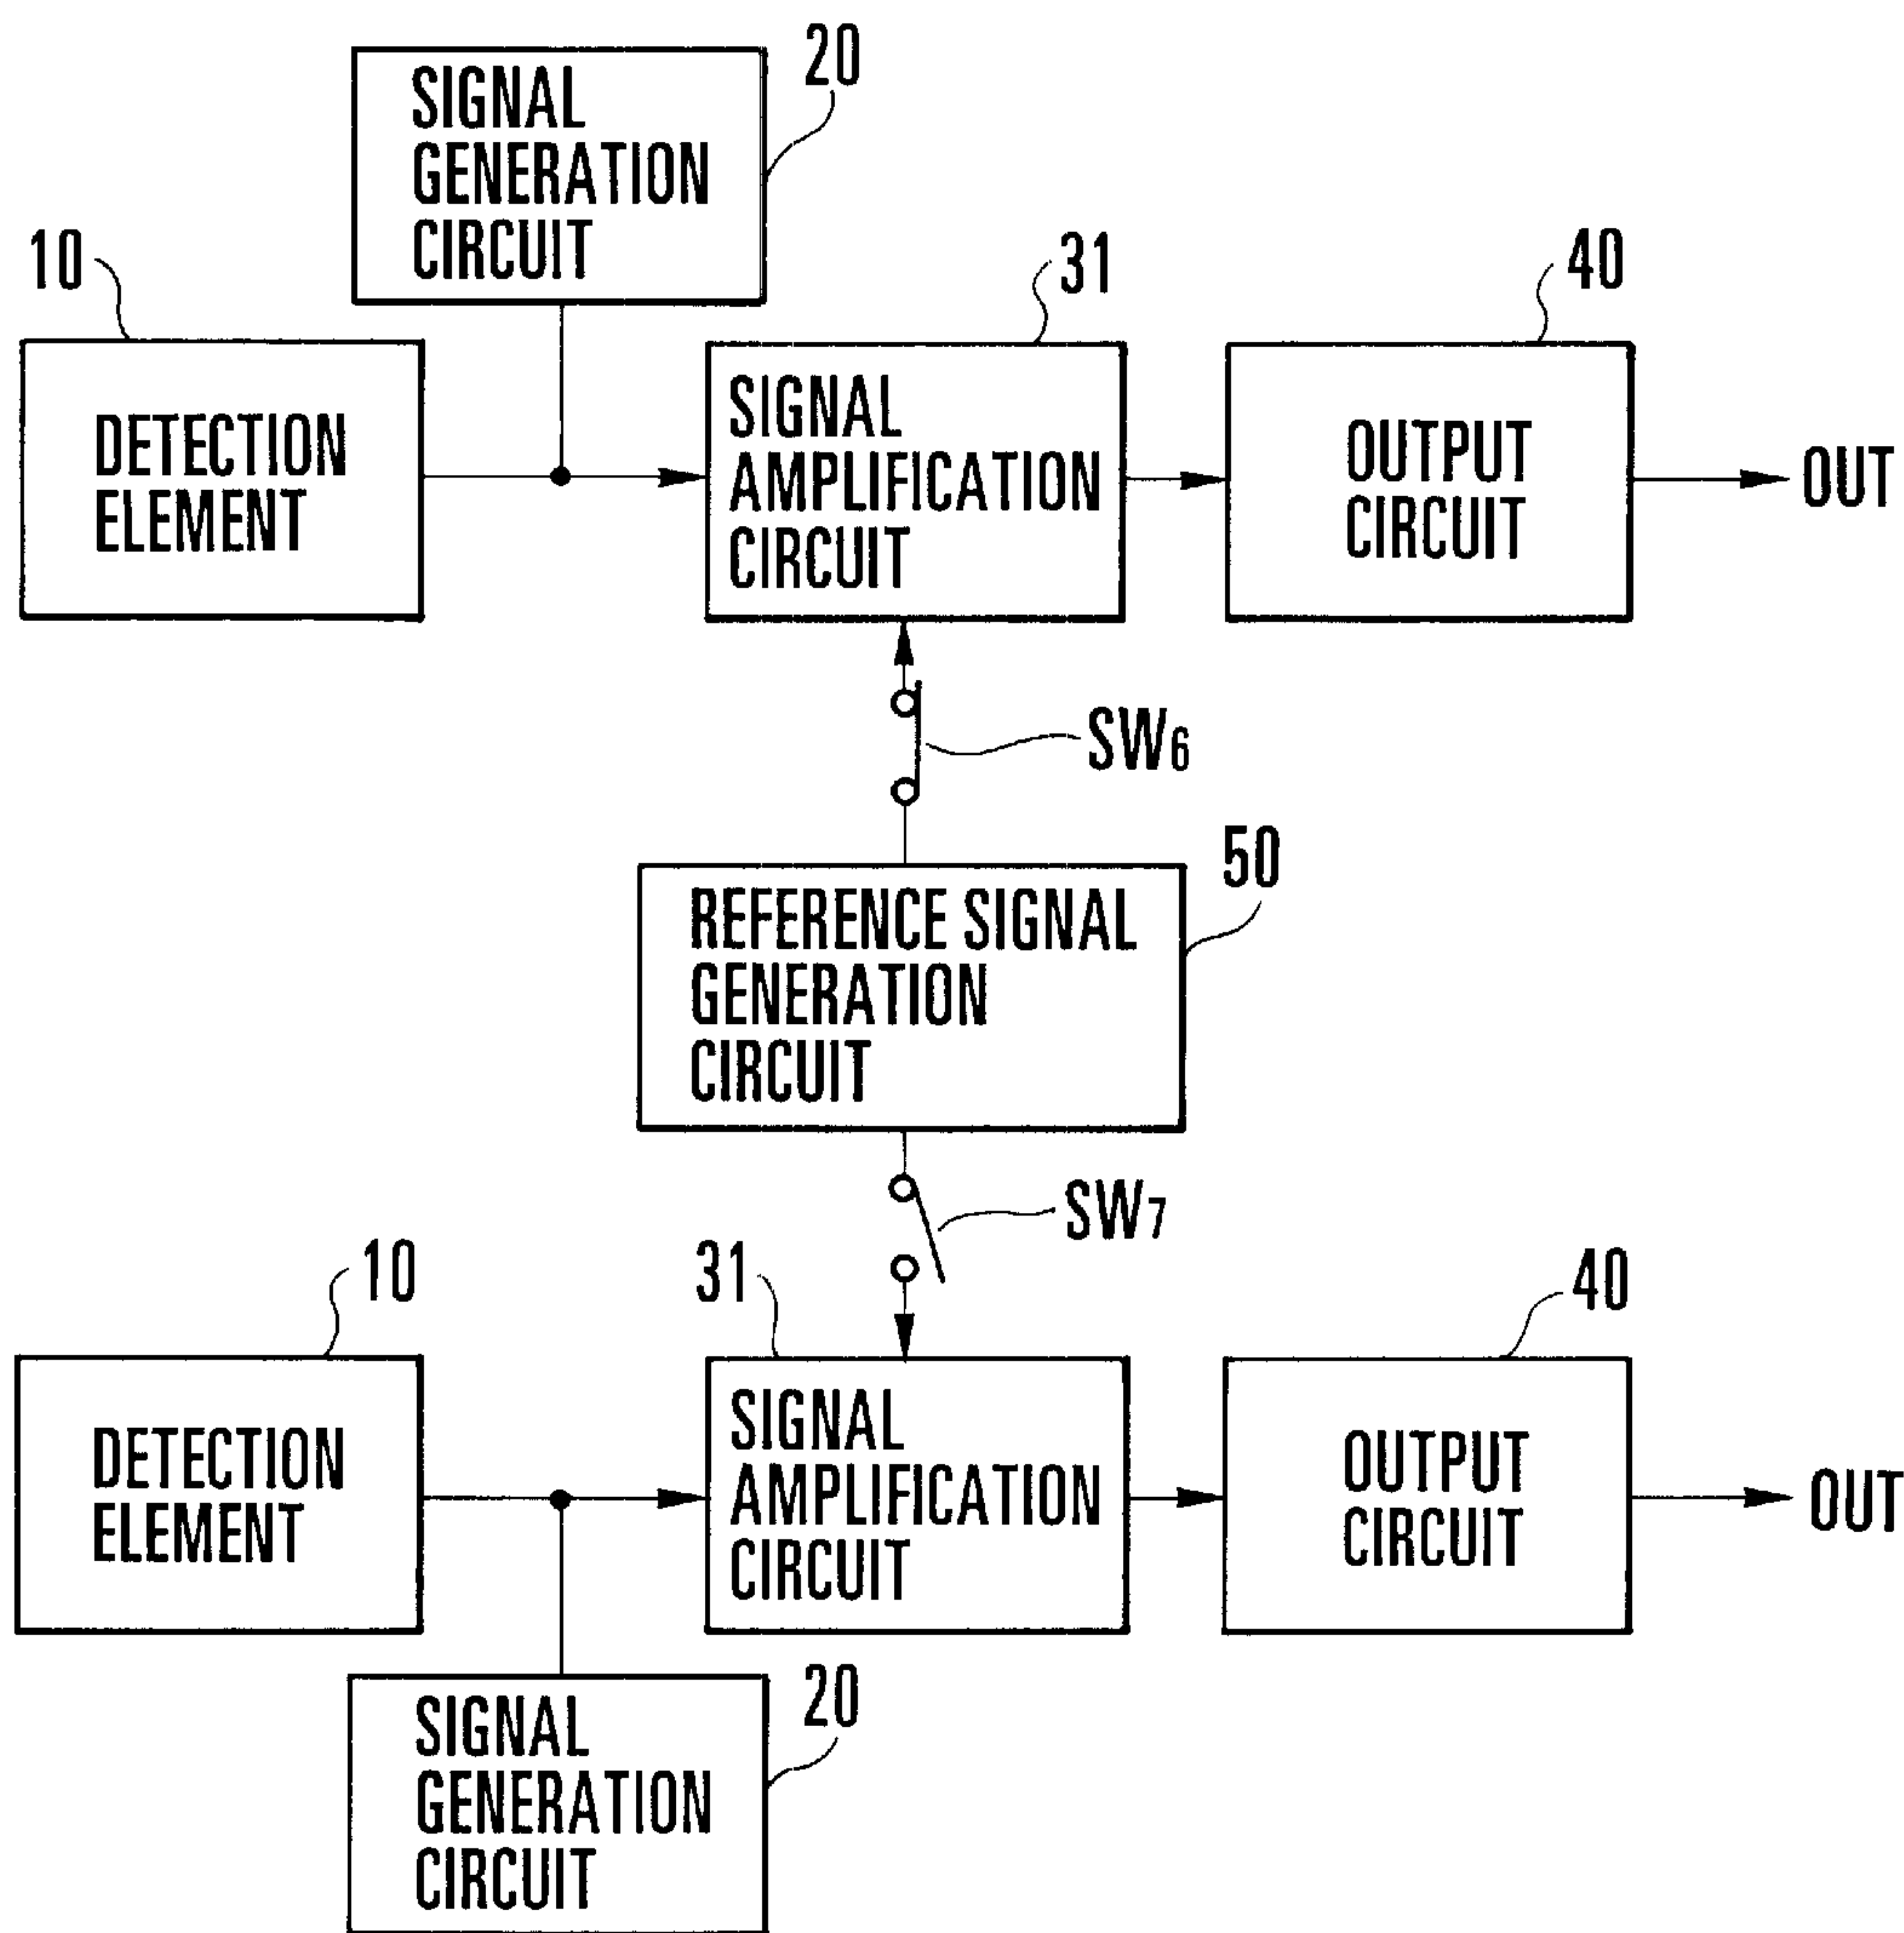 20
SIGNAL
GENERATION
CIRCUIT
10
31
40
DETECTION
ELEMENT
SIGNAL
AMPLIFICATION
CIRCUIT
OUTPUT
CIRCUIT
OUT
SW6
50
REFERENCE SIGNAL
GENERATION
CIRCUIT
SW7
10
31
40
DETECTION
ELEMENT
SIGNAL
AMPLIFICATION
CIRCUIT
OUTPUT
CIRCUIT
OUT
20
SIGNAL
GENERATION
CIRCUIT